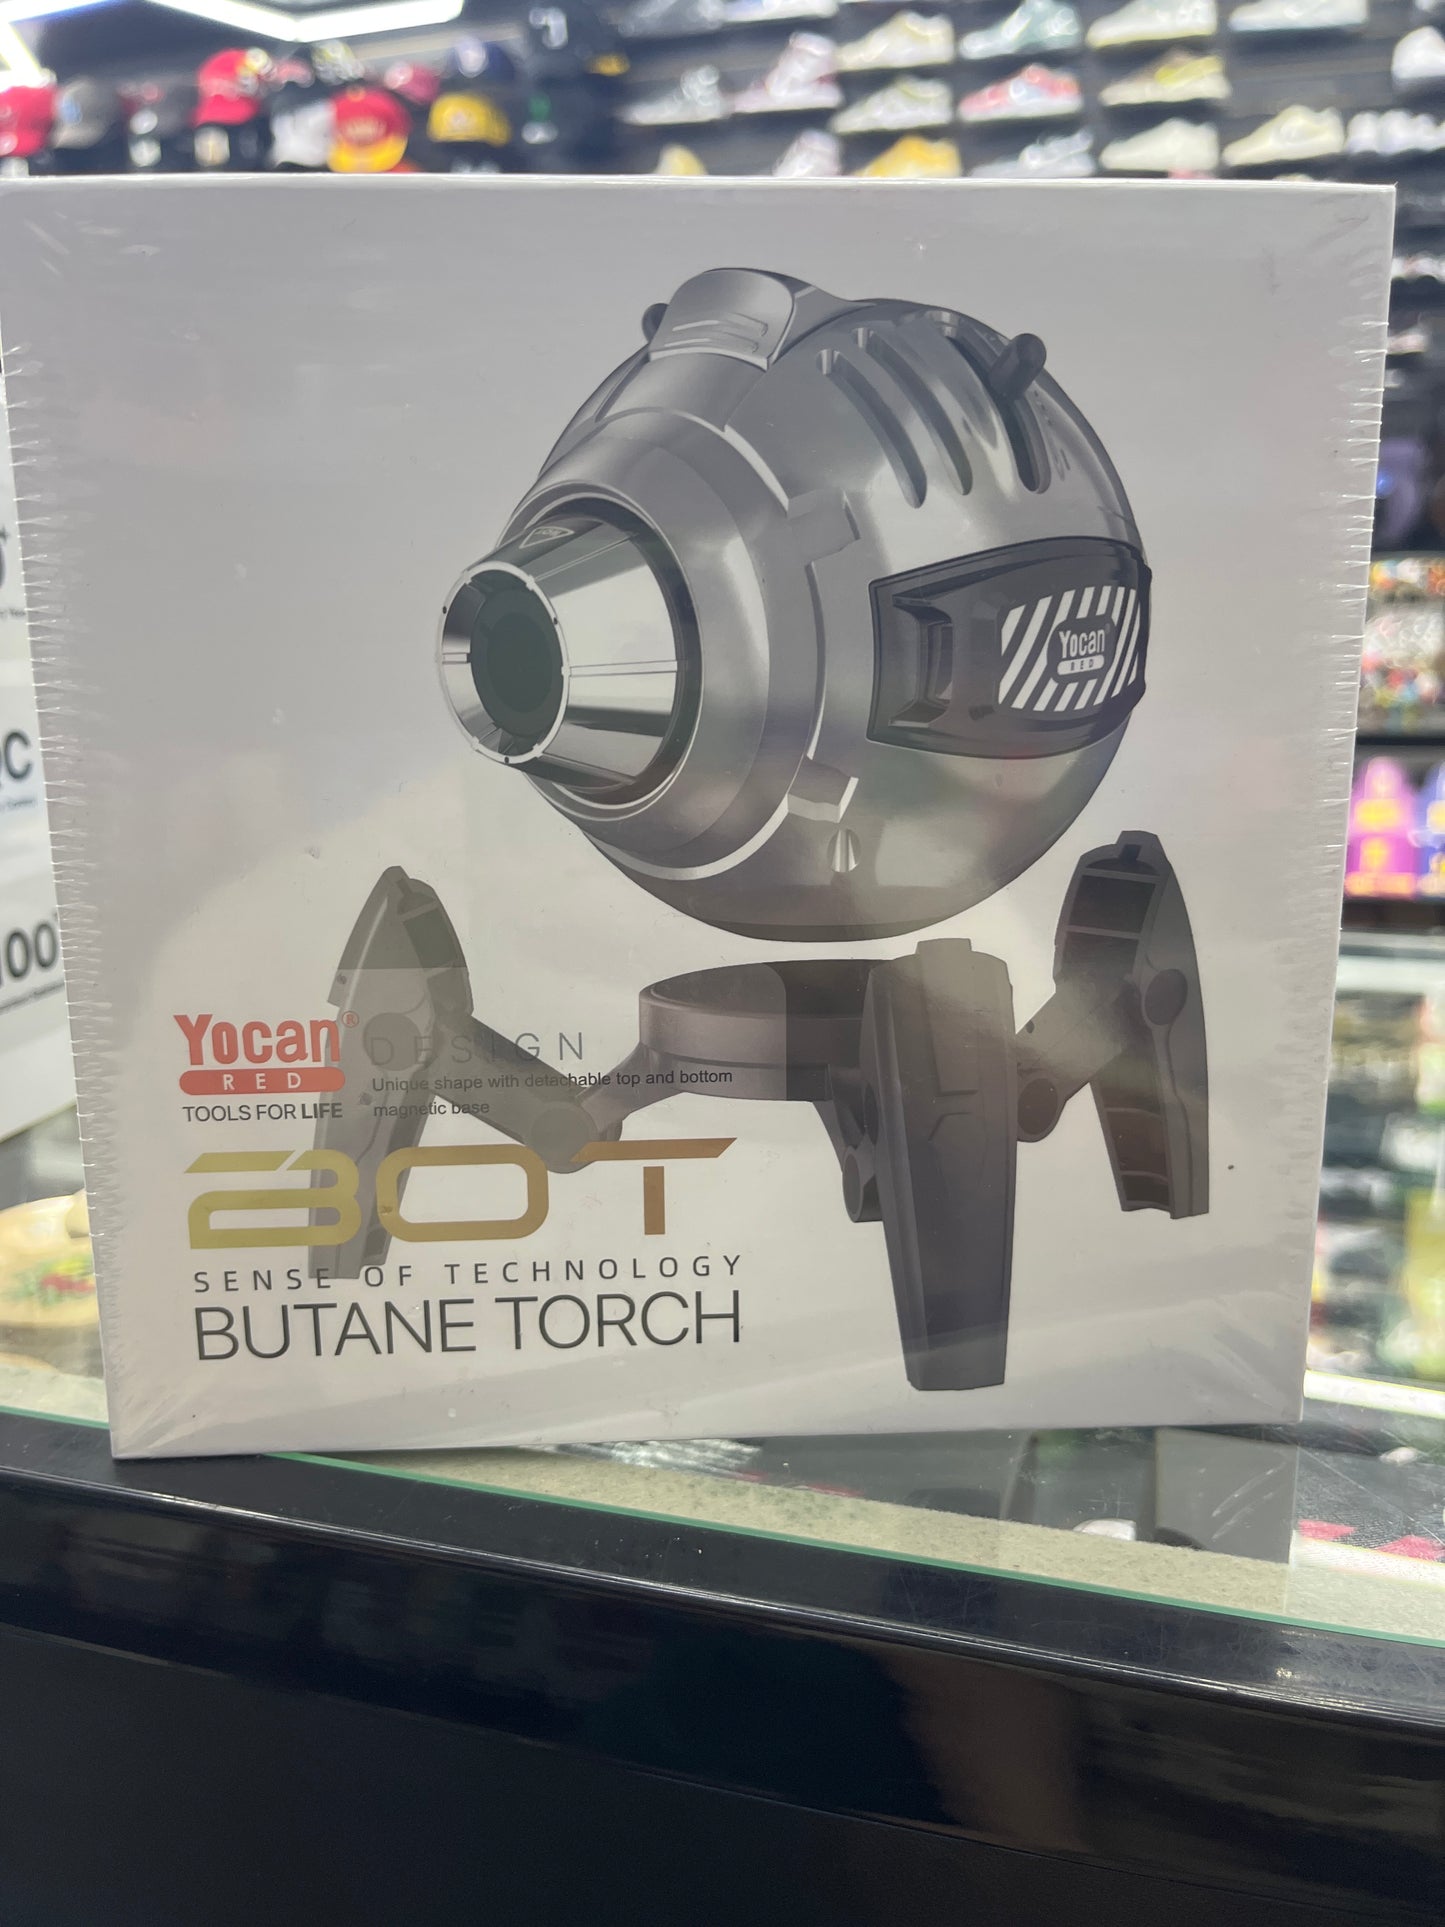 Yocan
RED
Yocan®
RED
TOOLS FOR LIFE
DESIGN
Unique shape with detachable top and bottom
magnetic base
BOT
SENSE OF TECHNOLOGY
BUTANE TORCH